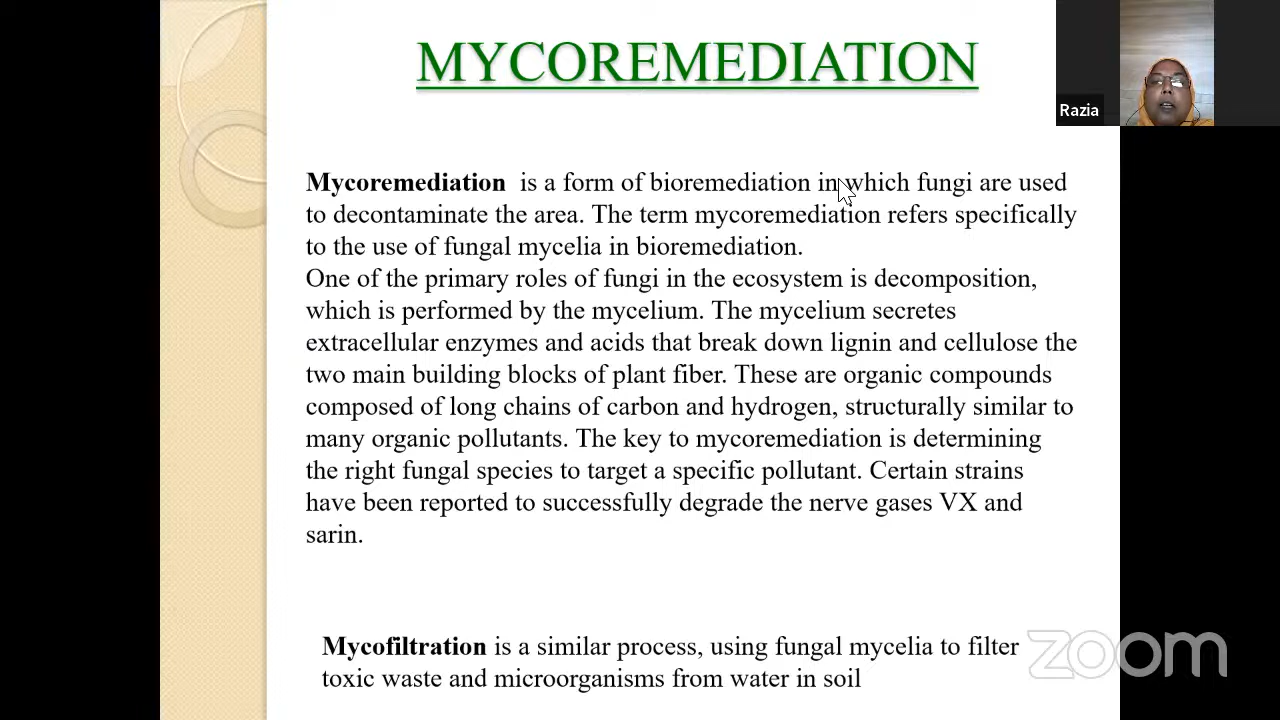 MYCOREMEDIATION
Razia
Mycoremediation is a form of bioremediation in which fungi are used
to decontaminate the area. The term mycoremediation refers specifically
to the use of fungal mycelia in bioremediation.
One of the primary roles of fungi in the ecosystem is decomposition,
which is performed by the mycelium. The mycelium secretes
extracellular enzymes and acids that break down lignin and cellulose the
two main building blocks of plant fiber. These are organic compounds
composed of long chains of carbon and hydrogen, structurally similar to
many organic pollutants. The key to mycoremediation is determining
the right fungal species to target a specific pollutant. Certain strains
have been reported to successfully degrade the nerve gases VX and
sarin.
Mycofiltration is a similar process, using fungal mycelia to filter
toxic waste and microorganisms from water in soil
zoom